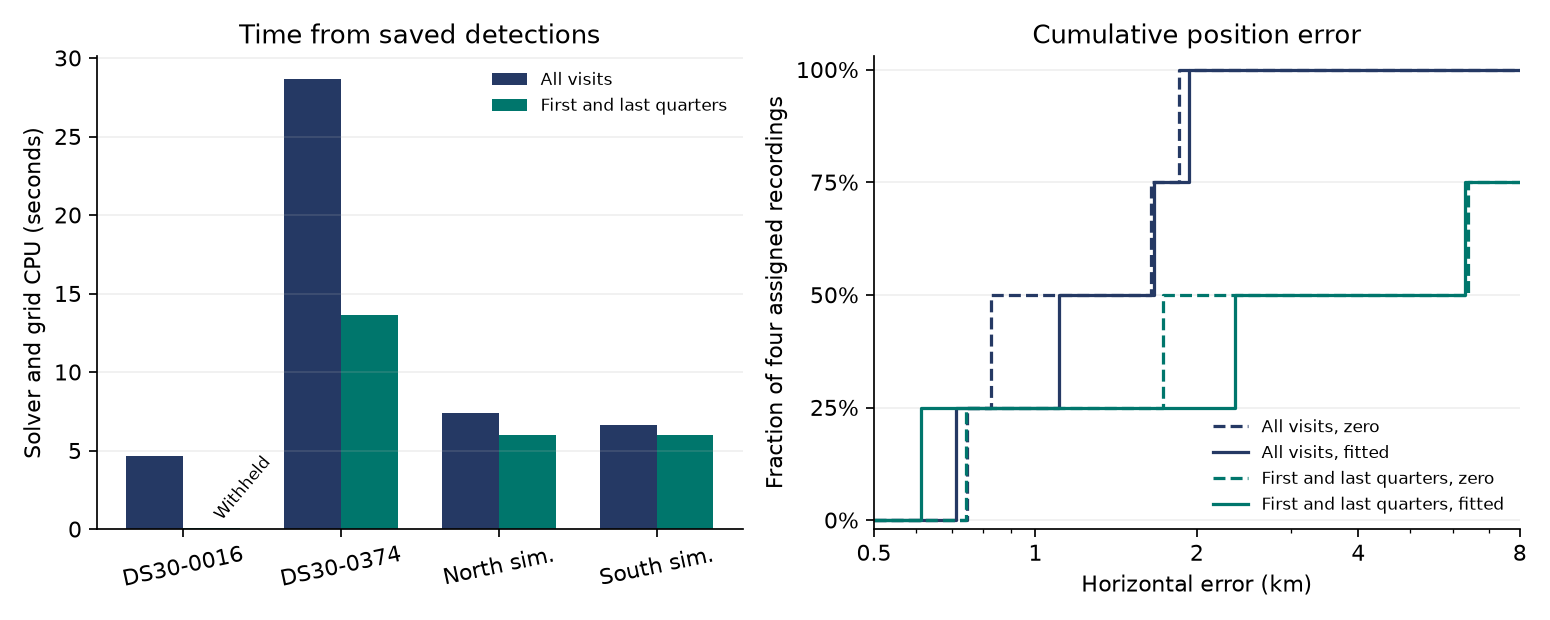 Time from saved detections
Solver and grid CPU (seconds)
30
25
20
15
10
5
0
All visits
First and last quarters
Withheld
DS30-0016
DS30-0374
North sim.
South sim.
Cumulative position error
Fraction of four assigned recordings
100%
75%
50%
25%
0%
All visits, zero
All visits, fitted
First and last quarters, zero
First and last quarters, fitted
0.5
1
2
4
8
Horizontal error (km)